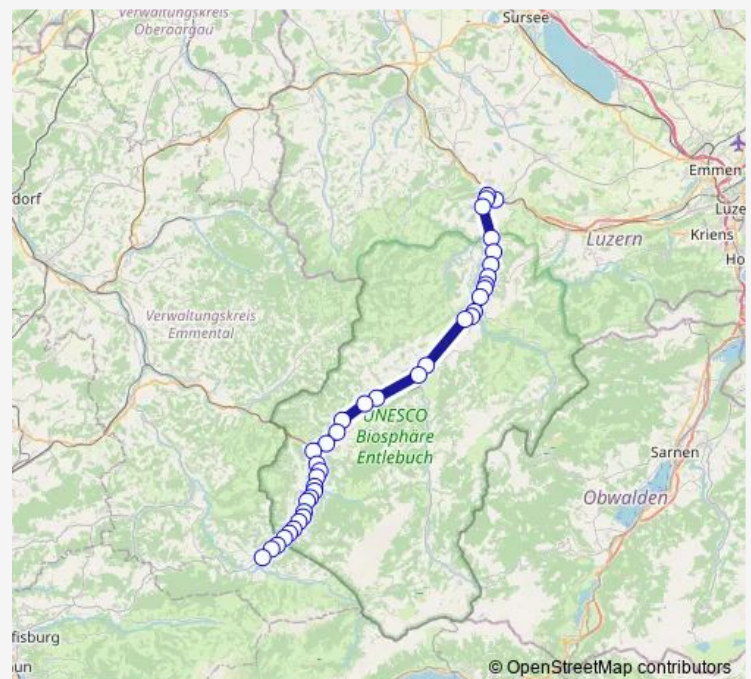 Verwaltungskreis
Oberaargau
Sursee
Emmen
dorf
Luze
Luzern
Kriens
Ho
Verwaltungskreis
Emmental
UNESCO
Biosphäre
Entlebuch
Sarnen
Obwalden
fisburg
un
© OpenStreetMap contributors